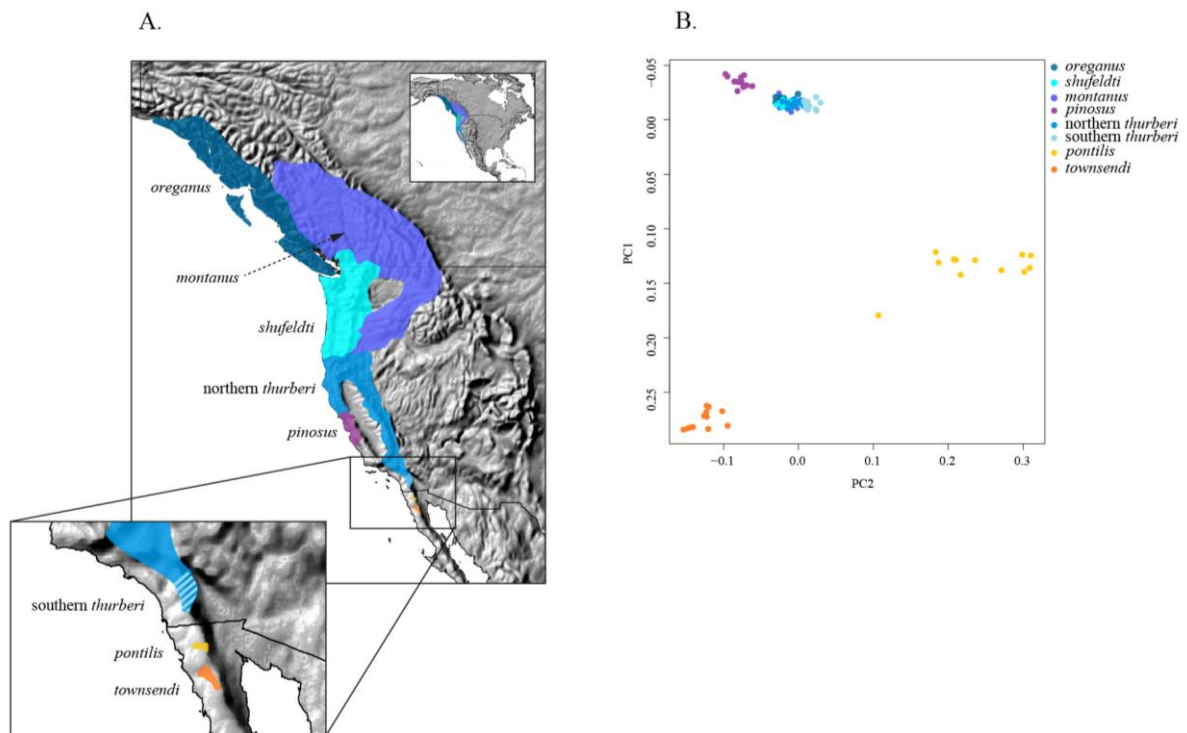 A.
oreganus
montanus
shufeldti
northern thurberi
pinosus
southern thurberi
pontilis
townsendi
B.
-0.05
0.00
0.05
0.10
0.15
0.20
0.25
PC1
−0.1
0.0
0.1
0.2
0.3
PC2
oreganus
shufeldti
montanus
pinosus
northern thurberi
southern thurberi
pontilis
townsendi